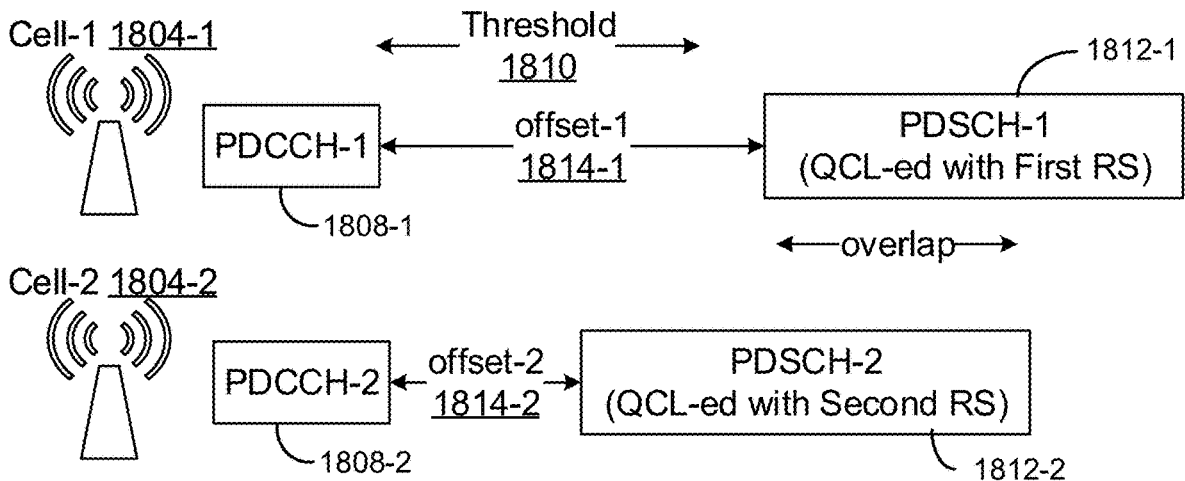 Cell-1 1804-1
Threshold
1810
1812-1
PDCCH-1
offset-1
1814-1
PDSCH-1
(QCL-ed with First RS)
1808-1
overlap
Cell-2 1804-2
PDCCH-2
offset-2
1814-2
PDSCH-2
(QCL-ed with Second RS)
1808-2
1812-2